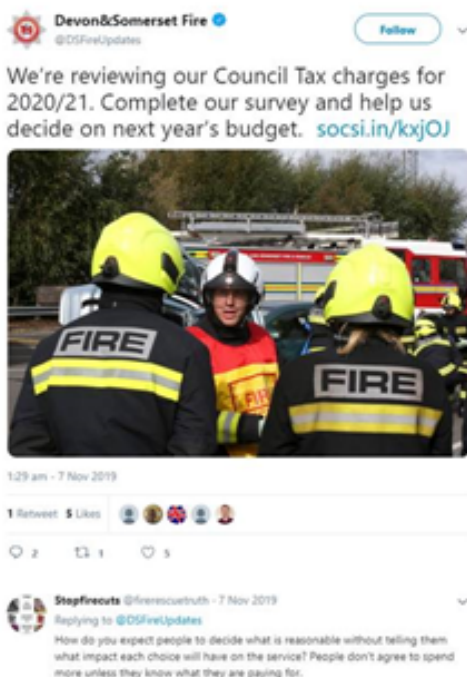 Devon&Somerset Fire
@DSFireUpdates
Follow
We're reviewing our Council Tax charges for
2020/21. Complete our survey and help us
decide on next year's budget. socsi.in/kxjOJ
FIRE
FIRE
FIRE
1:29 am - 7 Nov 2019
1 Retweet 5 Likes
2 1 5
Stopfirecuts @firerescuetruth - 7 Nov 2019
Replying to @DSFireUpdates
How do you expect people to decide what is reasonable without telling them
what impact each choice will have on the service? People don't agree to spend
more unless they know what they are paying for.